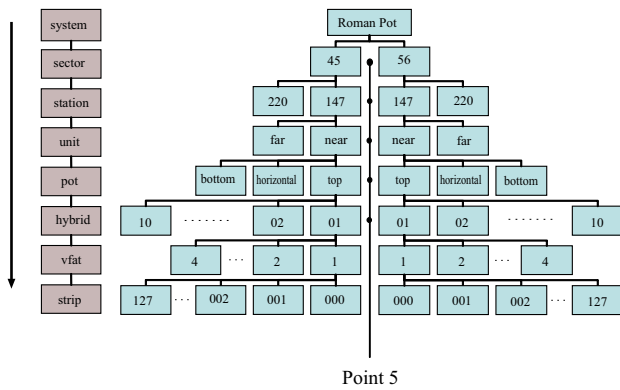 system Roman Pot
sector 45 56
station 220 147 147 220
unit far near near far
pot bottom horizontal top top horizontal bottom
hybrid 10 ........ 02 01 01 02 ........ 10
vfat 4 ... 2 1 1 2 ... 4
strip 127 ... 002 001 000 000 001 002 ... 127
Point 5